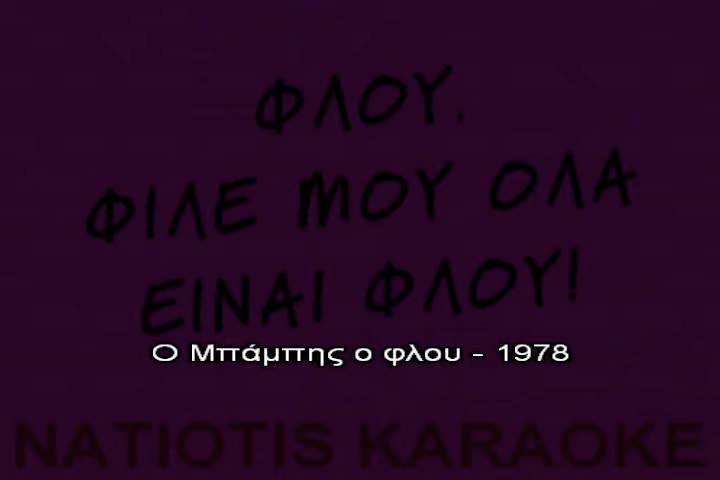 ΦΛΟΥ,
ΦΙΛΕ ΜΟΥ ΟΛΑ
ΕΙΝΑΙ ΦΛΟΥ!
Ο Μπάμπης ο φλου - 1978
NATIOTIS KARAOKE